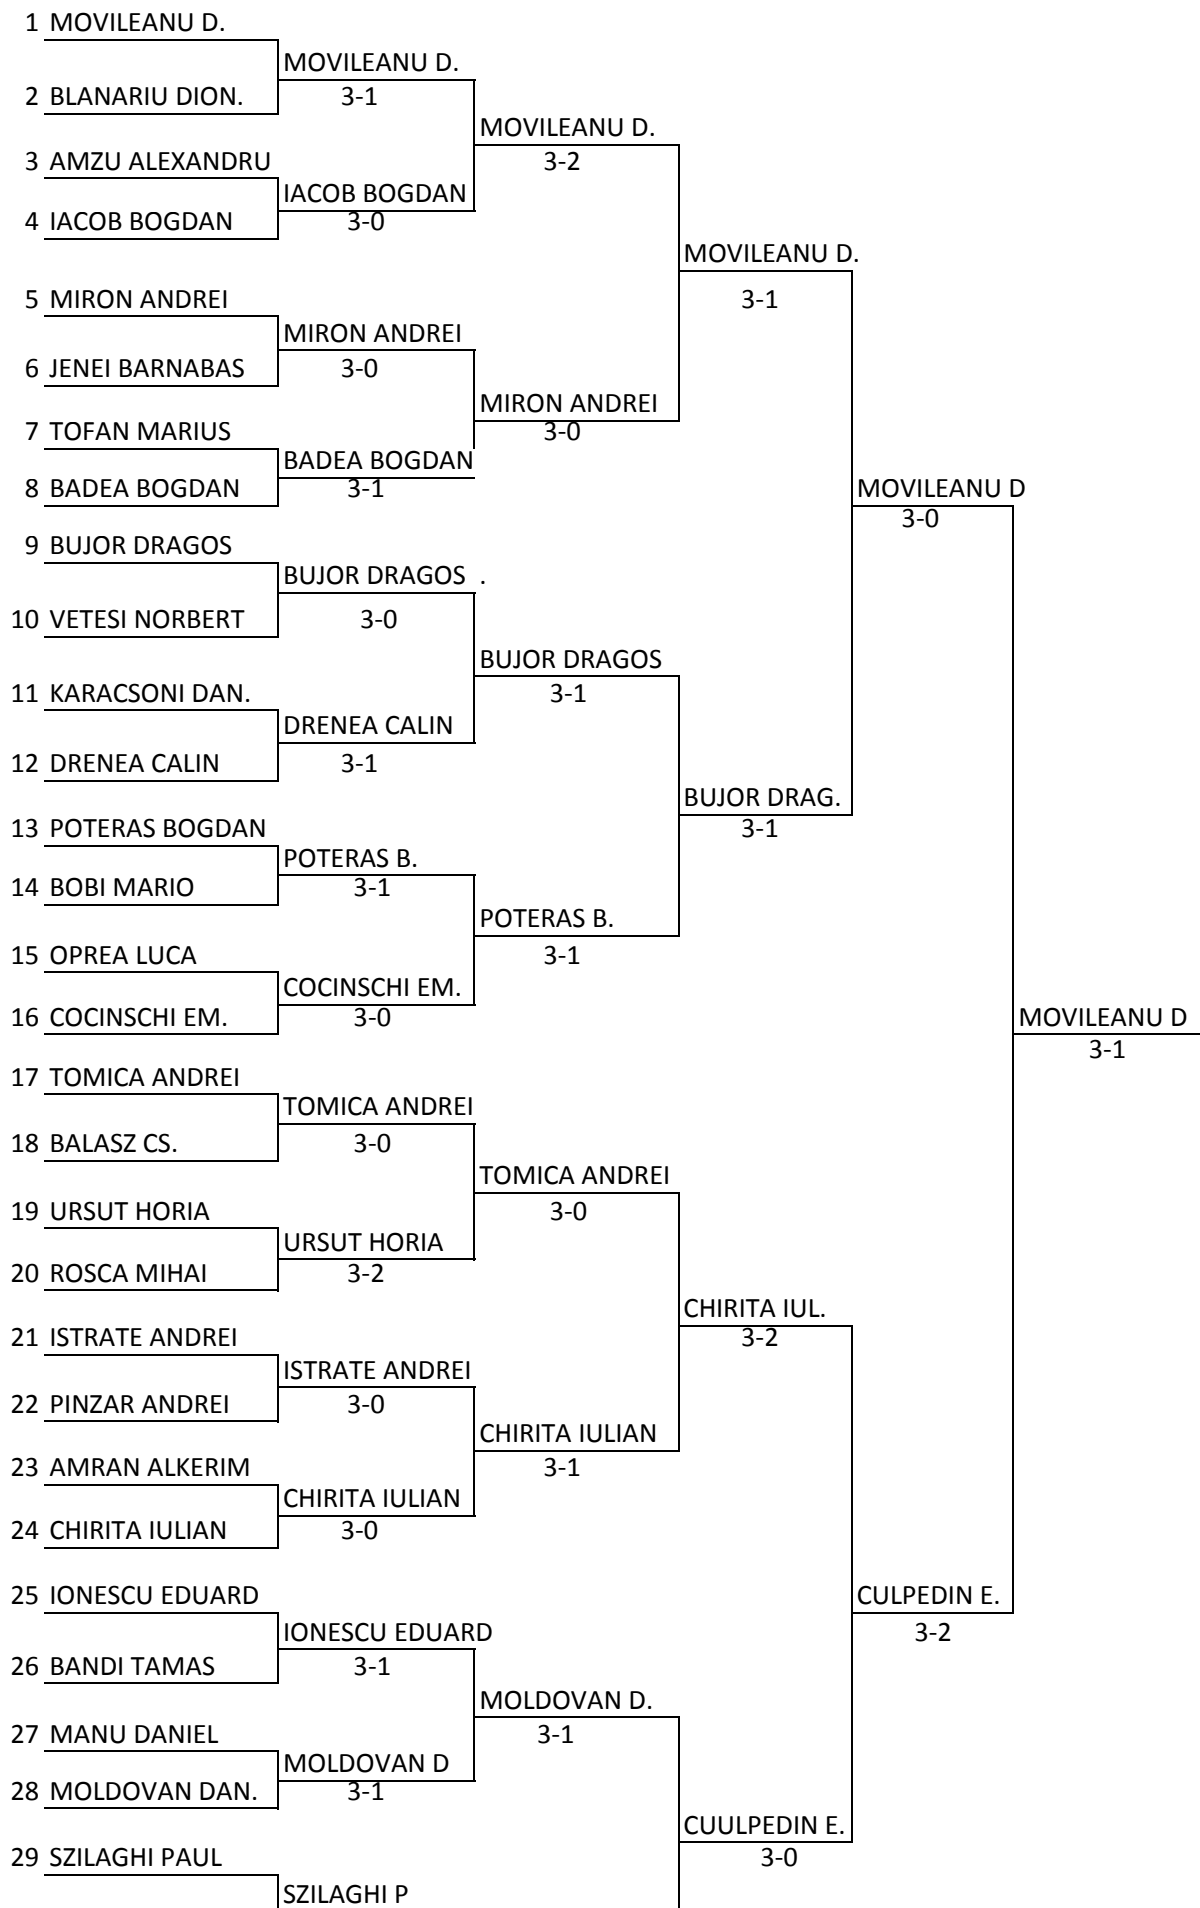 1 MOVILEANU D.
MOVILEANU D.
2 BLANARIU DION.
3-1
MOVILEANU D.
3 AMZU ALEXANDRU
3-2
IACOB BOGDAN
4 IACOB BOGDAN
3-0
MOVILEANU D.
5 MIRON ANDREI
3-1
MIRON ANDREI
6 JENEI BARNABAS
3-0
MIRON ANDREI
7 TOFAN MARIUS
3-0
BADEA BOGDAN
8 BADEA BOGDAN
3-1
MOVILEANU D
3-0
9 BUJOR DRAGOS
BUJOR DRAGOS .
10 VETESI NORBERT
3-0
BUJOR DRAGOS
11 KARACSONI DAN.
3-1
DRENEA CALIN
12 DRENEA CALIN
3-1
BUJOR DRAG.
13 POTERAS BOGDAN
3-1
POTERAS B.
14 BOBI MARIO
3-1
POTERAS B.
15 OPREA LUCA
3-1
COCINSCHI EM.
16 COCINSCHI EM.
3-0
MOVILEANU D
3-1
17 TOMICA ANDREI
TOMICA ANDREI
18 BALASZ CS.
3-0
TOMICA ANDREI
19 URSUT HORIA
3-0
URSUT HORIA
20 ROSCA MIHAI
3-2
CHIRITA IUL.
21 ISTRATE ANDREI
3-2
ISTRATE ANDREI
22 PINZAR ANDREI
3-0
CHIRITA IULIAN
23 AMRAN ALKERIM
3-1
CHIRITA IULIAN
24 CHIRITA IULIAN
3-0
25 IONESCU EDUARD
CULPEDIN E.
IONESCU EDUARD
3-2
26 BANDI TAMAS
3-1
MOLDOVAN D.
27 MANU DANIEL
3-1
MOLDOVAN D
28 MOLDOVAN DAN.
3-1
CUULPEDIN E.
29 SZILAGHI PAUL
3-0
SZILAGHI P